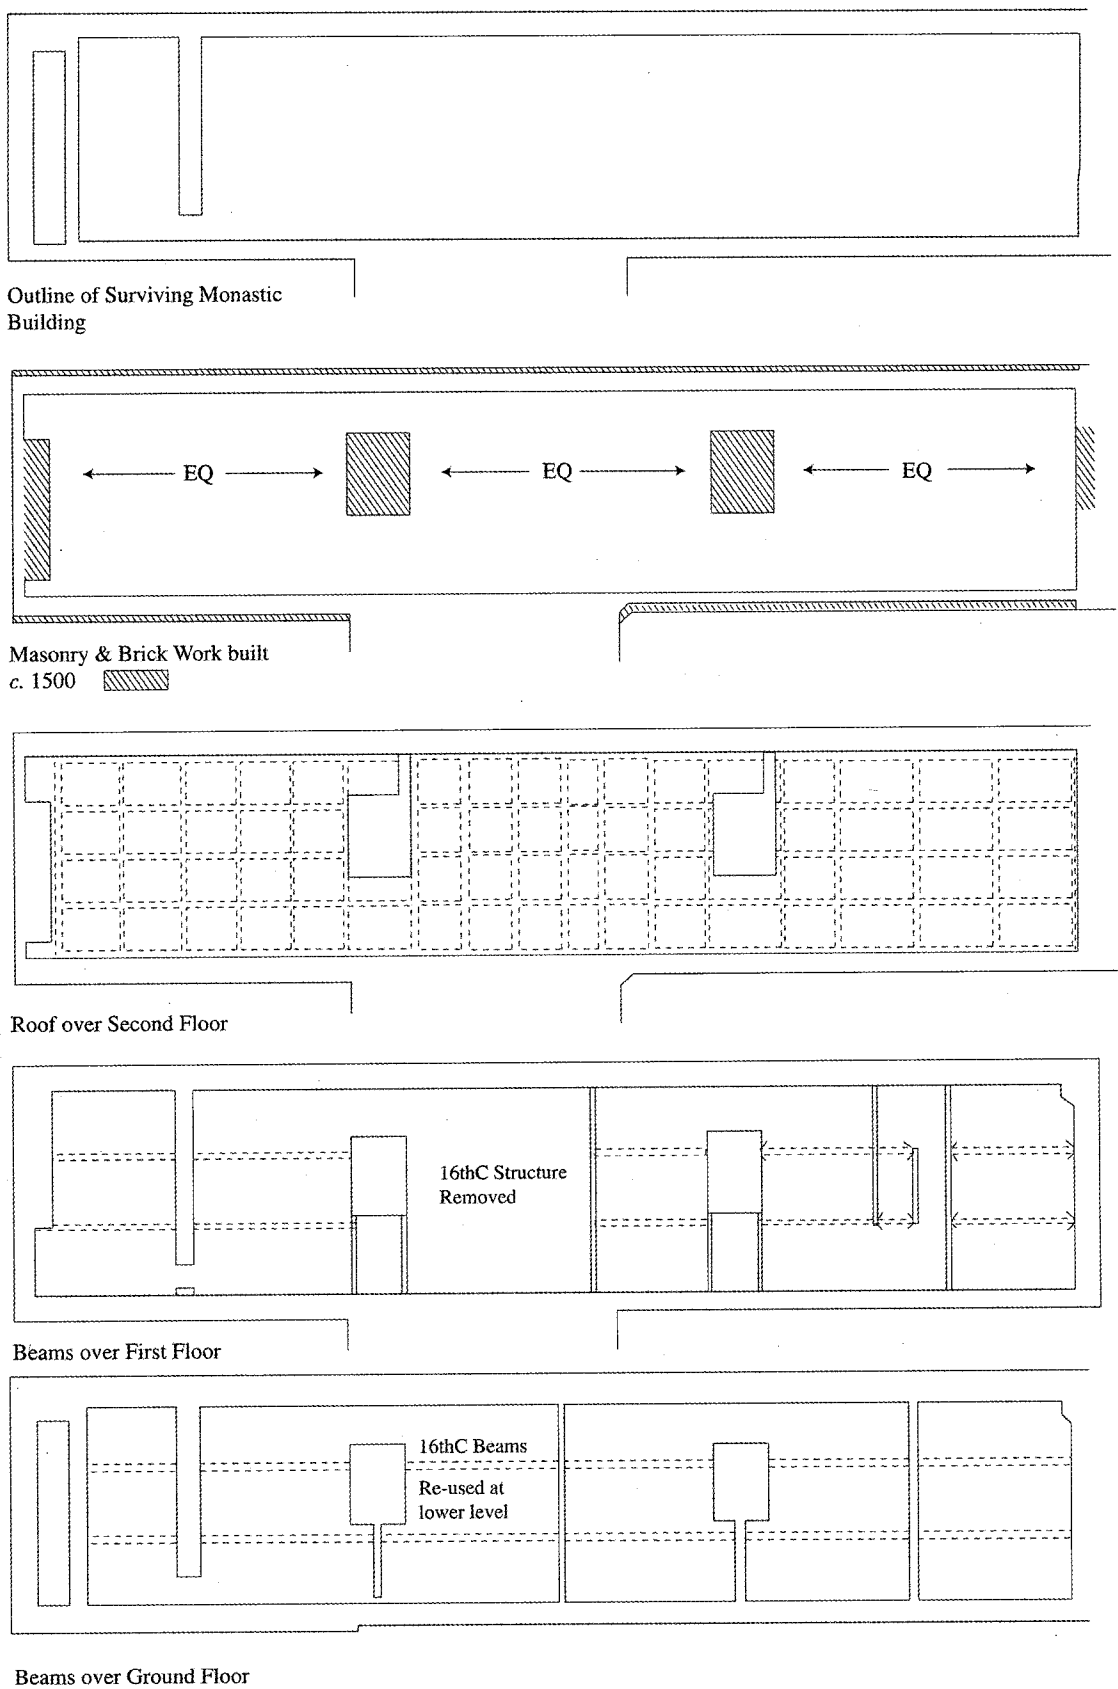 Outline of Surviving Monastic
Building
EQ
EQ
EQ
Masonry & Brick Work built
c. 1500
Roof over Second Floor
16thC Structure
Removed
Beams over First Floor
16thC Beams
Re-used at
lower level
Beams over Ground Floor